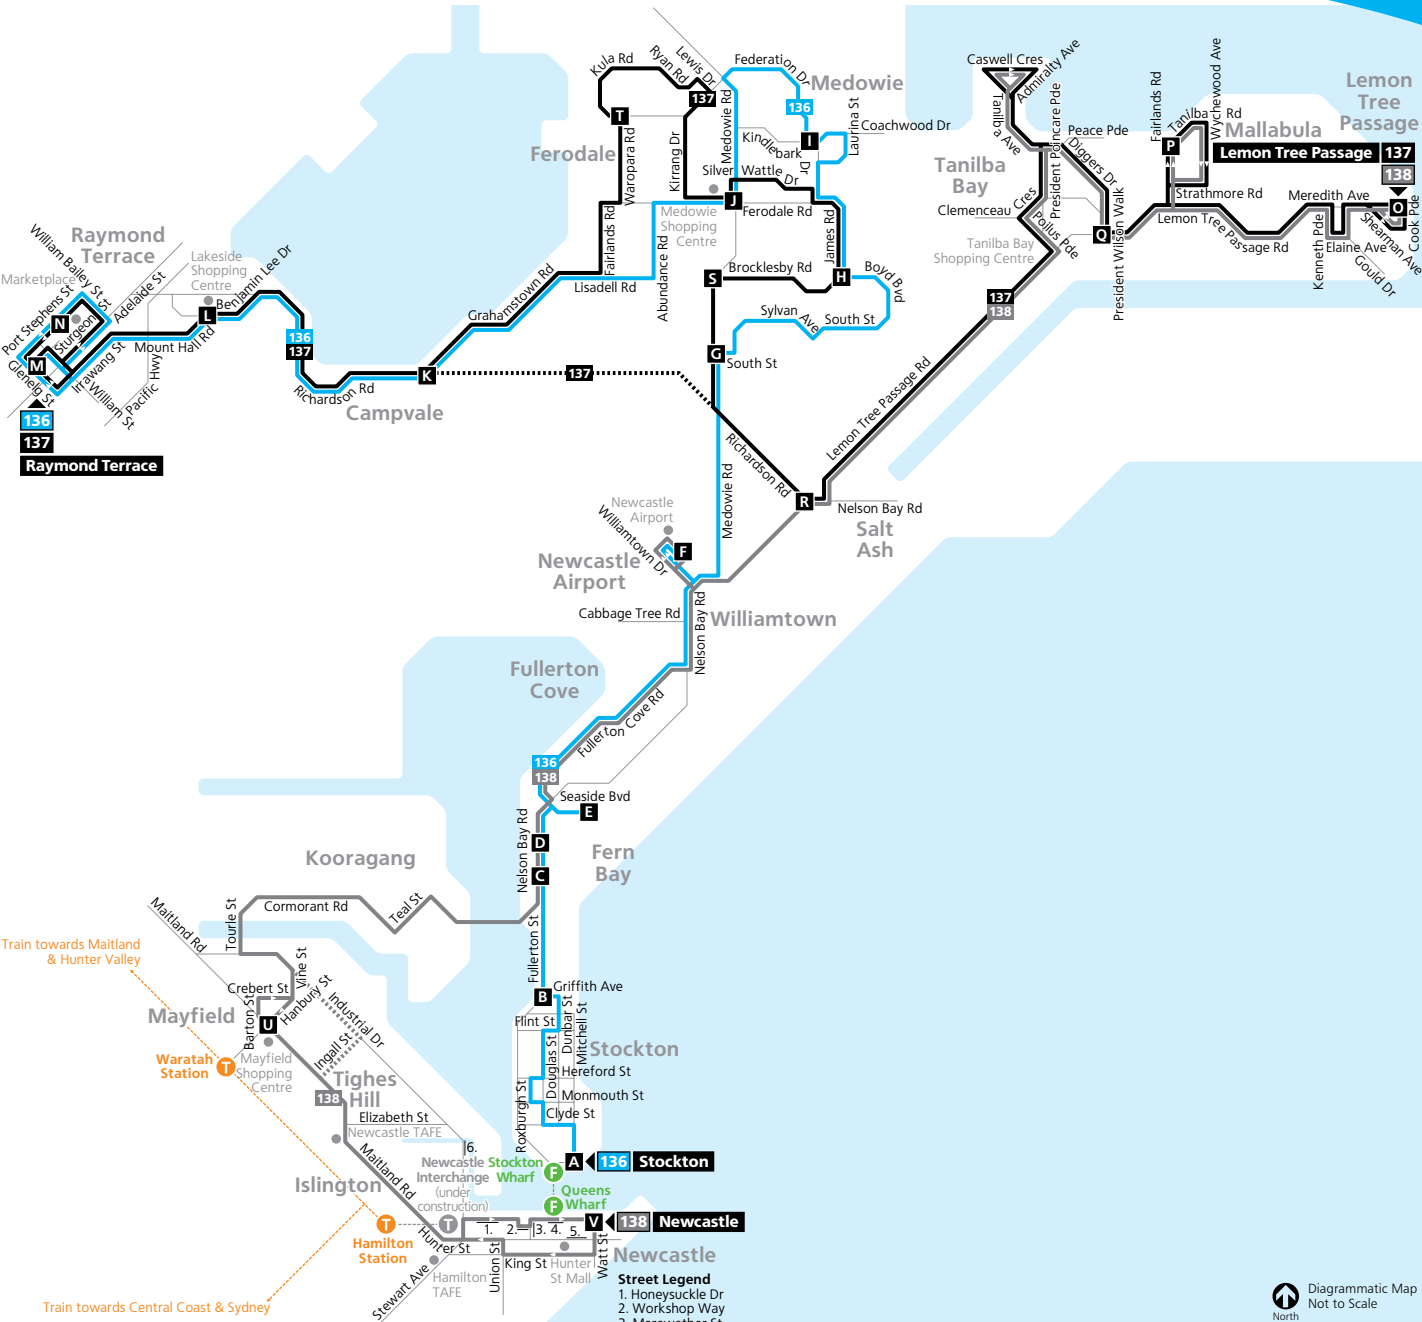 Raymond
Terrace
Marketplace
William Bailey St
Port Stephens St
N
Sturgeon St
M
Glenelg St
136
137
Raymond Terrace
Adelaide St
Irrawang St
William St
Pacific Hwy
Mount Hall Rd
Lakeside
Shopping
Centre
L
Benjamin Lee Dr
136
137
Richardson Rd
Campvale
K
137
Grahamstown Rd
Lisadell Rd
Fairlands Rd
Abundance Rd
Kula Rd
Ryan Rd
Lewis Dr
137
T
Ferodale
Waropara Rd
Kirrang Dr
Medowie Rd
Federation Dr
136
Medowie
Kindlebark Dr
I
Laurina St
Coachwood Dr
Silver Wattle Dr
J
Ferodale Rd
Medowie
Shopping
Centre
James Rd
H
Boyd Bvd
S
Brocklesby Rd
Sylvan Ave
South St
G
South St
Medowie Rd
Richardson Rd
R
Nelson Bay Rd
Salt
Ash
Lemon Tree Passage Rd
137
138
Caswell Cres
Admiralty Ave
Tanilba Ave
Tanilba
Bay
President Poincare Pde
Peace Pde
Diggers Dr
Clemenceau Cres
Poilus Pde
Tanilba Bay
Shopping Centre
Q
President Wilson Walk
Fairlands Rd
Tanilba Rd
Wychewood Ave
P
Mallabula
Strathmore Rd
Lemon Tree Passage Rd
Lemon
Tree
Passage
Lemon Tree Passage 137
138
Meredith Ave
O
Cook Pde
Kenneth Pde
Elaine Ave
Shearman Ave
Gould Dr
Newcastle
Airport
Williamtown Dr
F
Newcastle
Airport
Cabbage Tree Rd
Williamtown
Nelson Bay Rd
Fullerton
Cove
Fullerton Cove Rd
136
138
Seaside Bvd
E
Nelson Bay Rd
D
C
Fern
Bay
Kooragang
Cormorant Rd
Teal St
Tourle St
Maitland Rd
Train towards Maitland
& Hunter Valley
Vine St
Crebert St
Hanbury St
Industrial Dr
Mayfield
Barton St
U
Ingall St
Waratah
Station
T
Mayfield
Shopping
Centre
Tighes
Hill
138
Elizabeth St
Newcastle TAFE
Maitland Rd
Islington
Fullerton St
B
Griffith Ave
Flint St
Dunbar St
Mitchell St
Stockton
Douglas St
Hereford St
Roxburgh St
Monmouth St
Clyde St
A
136 Stockton
6.
Newcastle
Interchange
(under
construction)
Stockton
Wharf
F
Queens
Wharf
F
T
Hamilton
Station
T
1.
2.
3.
4.
5.
V
138 Newcastle
Hunter St
Union St
King St
Hunter
St Mall
Watt St
Newcastle
Stewart Ave
Hamilton
TAFE
Train towards Central Coast & Sydney
Street Legend
1. Honeysuckle Dr
2. Workshop Way
North
Diagrammatic Map
Not to Scale